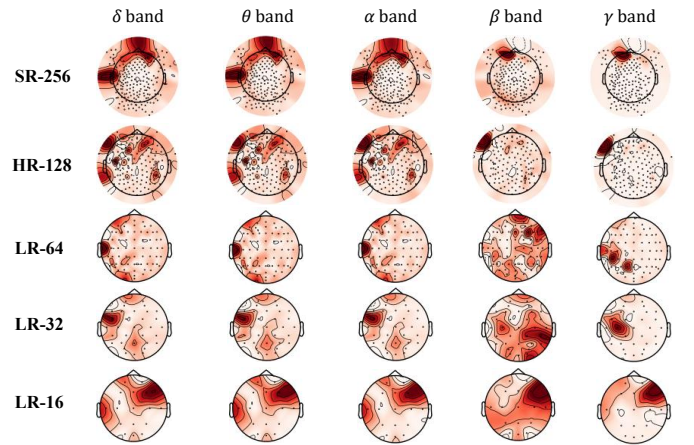 δ band θ band α band β band γ band
SR-256
HR-128
LR-64
LR-32
LR-16